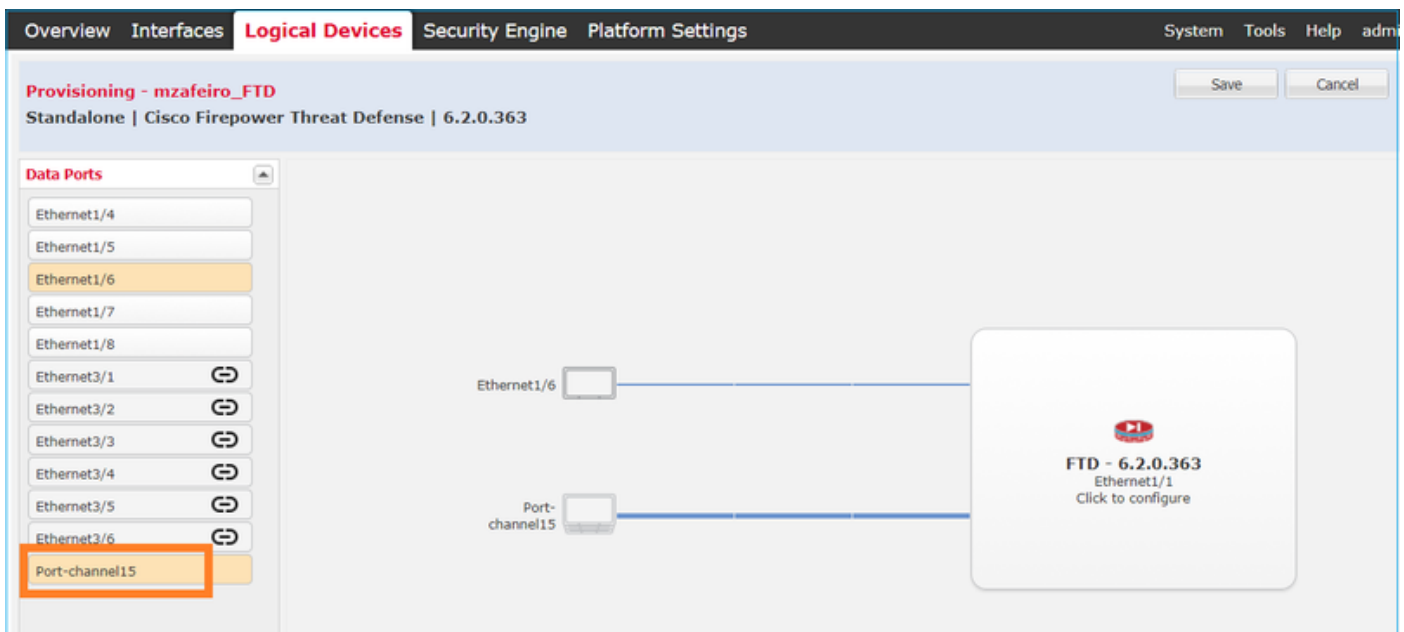 Overview Interfaces Logical Devices Security Engine Platform Settings System Tools Help admi
Provisioning - mzafeiro_FTD
Save Cancel
Standalone | Cisco Firepower Threat Defense | 6.2.0.363
Data Ports
Ethernet1/4
Ethernet1/5
Ethernet1/6
Ethernet1/7
Ethernet1/8
Ethernet3/1
Ethernet3/2
Ethernet3/3
Ethernet3/4
Ethernet3/5
Ethernet3/6
Port-channel15
Ethernet1/6
Port-
channel15
FTD - 6.2.0.363
Ethernet1/1
Click to configure